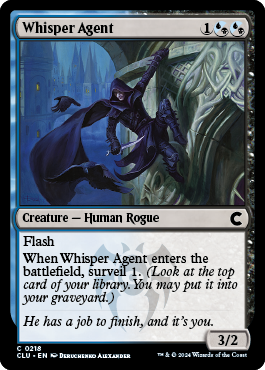 Whisper Agent 1
Creature — Human Rogue
Flash
When Whisper Agent enters the
battlefield, surveil 1. (Look at the top
card of your library. You may put it into
your graveyard.)
He has a job to finish, and it's you.
3/2
C 0218
CLU • EN Deruchenko Alexander
™ & © 2024 Wizards of the Coast